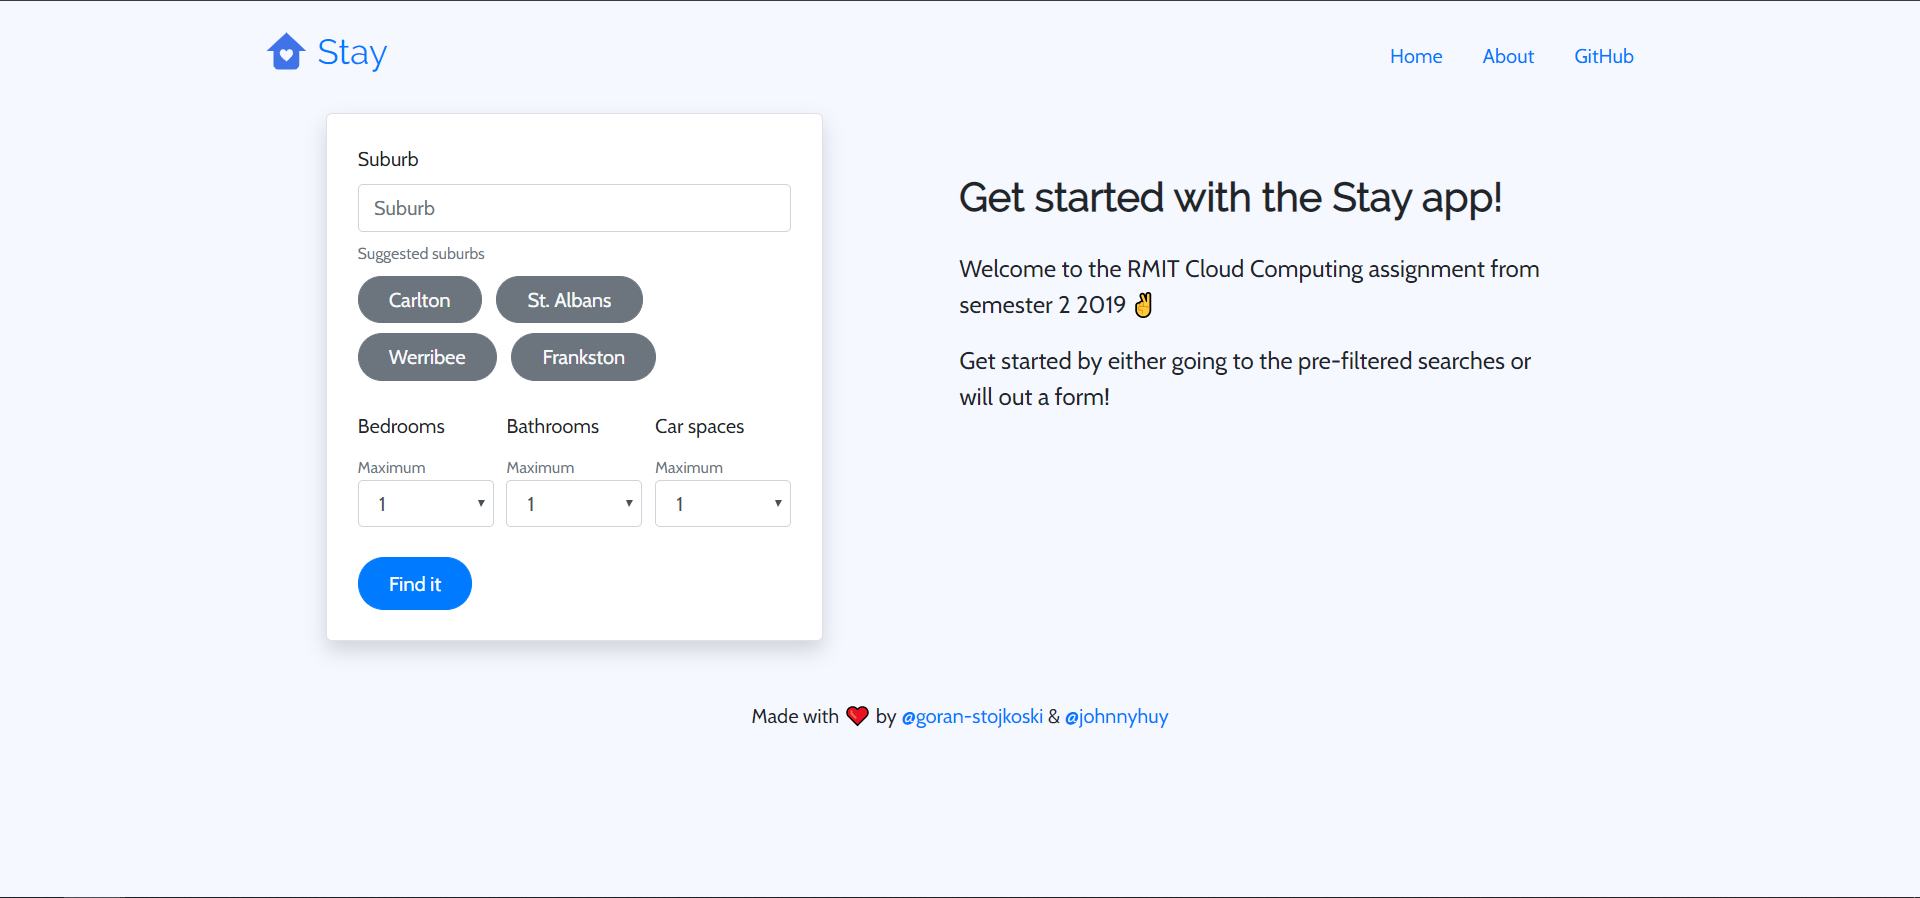 Stay
Home About GitHub
Suburb
Suburb
Suggested suburbs
Carlton St. Albans
Werribee Frankston
Bedrooms Bathrooms Car spaces
Maximum Maximum Maximum
1 1 1
Find it
Get started with the Stay app!
Welcome to the RMIT Cloud Computing assignment from
semester 2 2019 ✌
Get started by either going to the pre-filtered searches or
will out a form!
Made with ❤ by @goran-stojkoski & @johnnyhuy